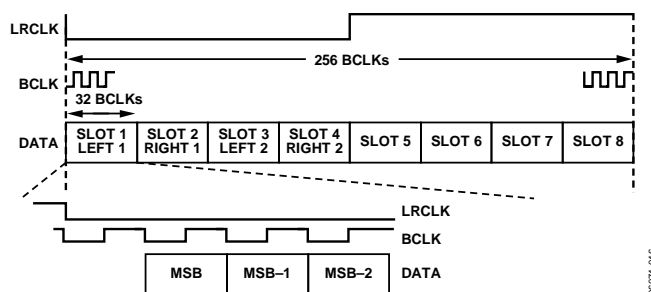 LRCLK
256 BCLKs
BCLK
32 BCLKs
DATA
SLOT 1
LEFT 1
SLOT 2
RIGHT 1
SLOT 3
LEFT 2
SLOT 4
RIGHT 2
SLOT 5
SLOT 6
SLOT 7
SLOT 8
LRCLK
BCLK
MSB
MSB–1
MSB–2
DATA